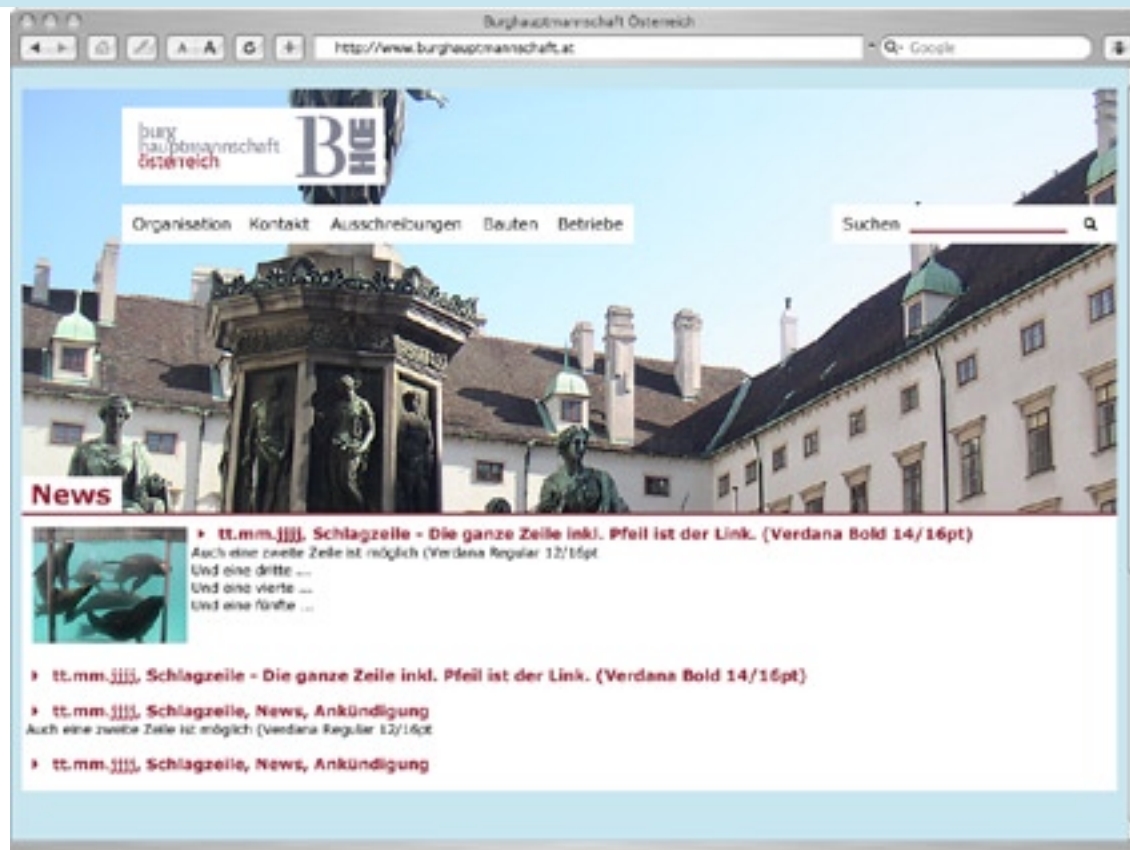 Burghauptmannschaft Österreich
A A
http://www.burghauptmannschaft.at
Google
burg
hauptmannschaft
österreich
B
HOE
Organisation Kontakt Ausschreibungen Bauten Betriebe
Suchen
News
tt.mm.jjjj, Schlagzeile - Die ganze Zeile inkl. Pfeil ist der Link. (Verdana Bold 14/16pt)
Auch eine zweite Zeile ist möglich (Verdana Regular 12/16pt
Und eine dritte ...
Und eine vierte ...
Und eine fünfte ...
tt.mm.jjjj, Schlagzeile - Die ganze Zeile inkl. Pfeil ist der Link. (Verdana Bold 14/16pt)
tt.mm.jjjj, Schlagzeile, News, Ankündigung
Auch eine zweite Zeile ist möglich (Verdana Regular 12/16pt
tt.mm.jjjj, Schlagzeile, News, Ankündigung